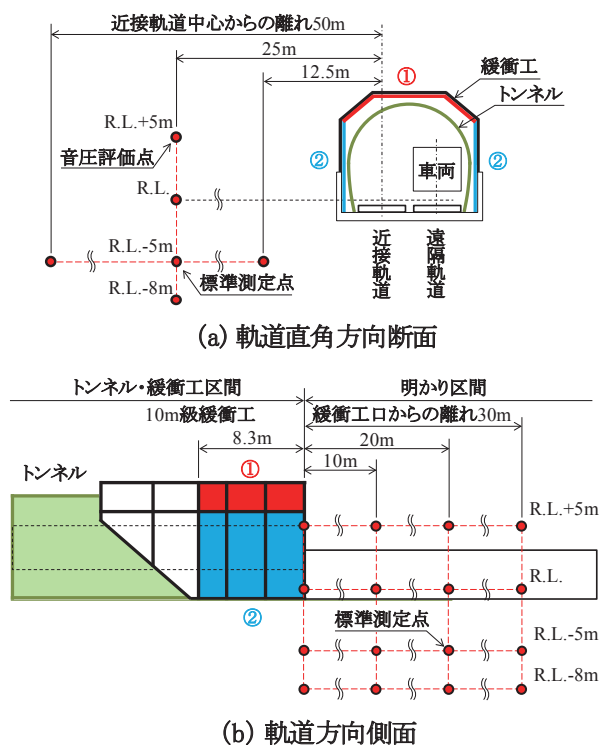 近接軌道中心からの離れ50m
25m
12.5m
①
緩衝工
トンネル
R.L.+5m
音圧評価点
②
②
車両
R.L.
R.L.-5m
標準測定点
R.L.-8m
近接軌道
遠隔軌道
(a) 軌道直角方向断面
トンネル・緩衝工区間
明かり区間
10m級緩衝工
緩衝工口からの離れ30m
8.3m
20m
10m
トンネル
①
R.L.+5m
R.L.
②
標準測定点
R.L.-5m
R.L.-8m
(b) 軌道方向側面